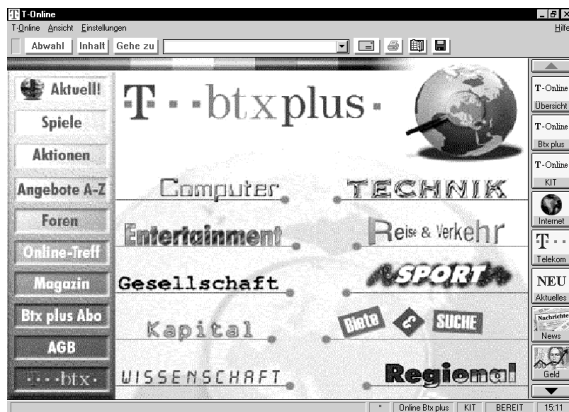 T-Online
T-Online Ansicht Einstellungen Hilfe
Abwahl Inhalt Gehe zu
Aktuell!
Spiele
Aktionen
Angebote A-Z
Foren
Online-Treff
Magazin
Btx plus Abo
AGB
····btx·
T··btxplus·
Computer
TECHNIK
Entertainment
Reise & Verkehr
Gesellschaft
SPORT
Kapital
Biete & SUCHE
WISSENSCHAFT
Regional
T-Online
Übersicht
T-Online
Btx plus
T-Online
KIT
Internet
T··
Telekom
NEU
Aktuelles
Nachrichten
News
Geld
Online Btx plus KIT BEREIT 15:11